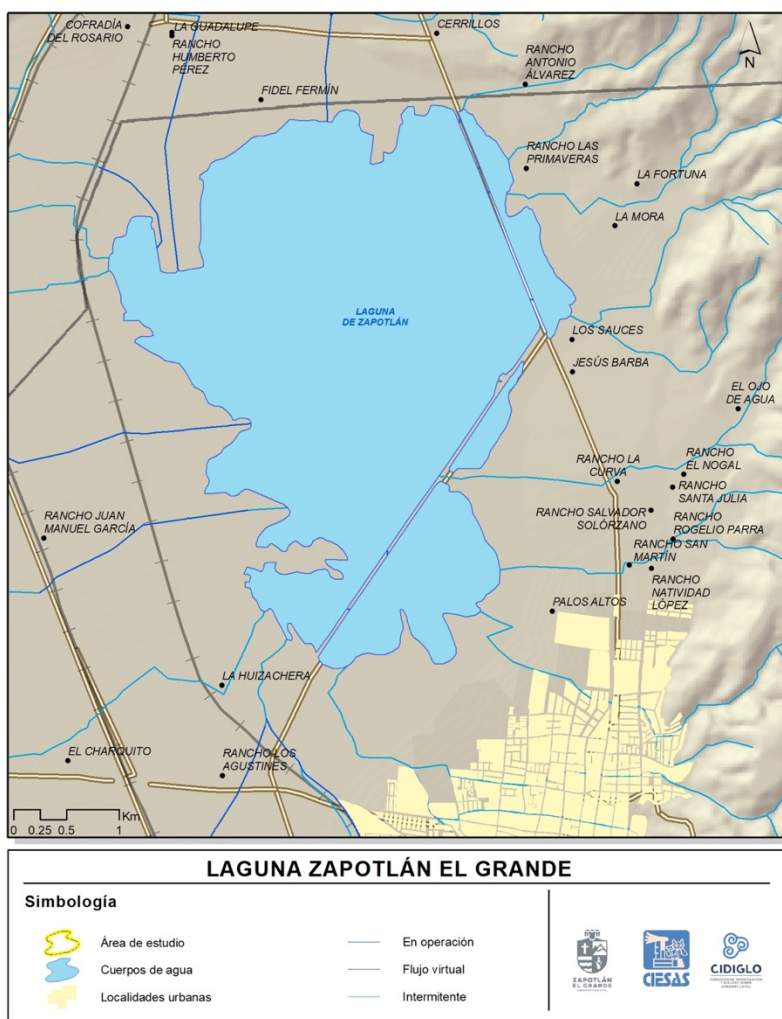 COFRADÍA
DEL ROSARIO
LA GUADALUPE
RANCHO
HUMBERTO
PÉREZ
CERRILLOS
RANCHO
ANTONIO
ÁLVAREZ
N
FIDEL FERMÍN
RANCHO LAS
PRIMAVERAS
LA FORTUNA
LA MORA
LAGUNA
DE ZAPOTLÁN
LOS SAUCES
JESÚS BARBA
EL OJO
DE AGUA
RANCHO LA
CURVA
RANCHO
EL NOGAL
RANCHO
SANTA JULIA
RANCHO JUAN
MANUEL GARCÍA
RANCHO SALVADOR
SOLÓRZANO
RANCHO
ROGELIO PARRA
RANCHO SAN
MARTÍN
RANCHO
NATIVIDAD
LÓPEZ
PALOS ALTOS
LA HUIZACHERA
EL CHARQUITO
RANCHO LOS
AGUSTINES
Km
0 0.25 0.5 1
LAGUNA ZAPOTLÁN EL GRANDE
Simbología
Área de estudio
Cuerpos de agua
Localidades urbanas
En operación
Flujo virtual
Intermitente
ZAPOTLÁN
EL GRANDE
CIESAS
CIDIGLO